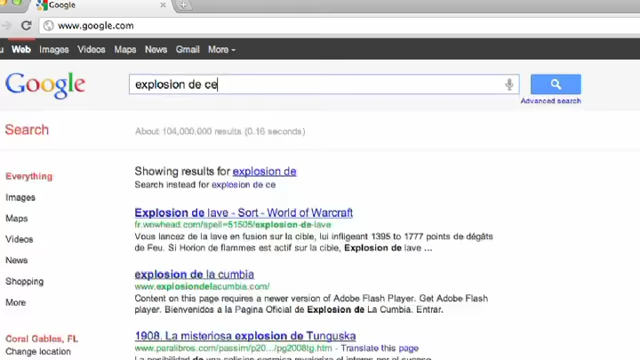 Google
www.google.com
Web Images Videos Maps News Gmail More
Google explosion de ce
Advanced search
Search About 104,000,000 results (0.16 seconds)
Everything
Images
Maps
Videos
News
Shopping
More
Coral Gables, FL
Change location
Showing results for explosion de
Search instead for explosion de ce
Explosion de lave - Sort - World of Warcraft
fr.wowhead.com/spell=51505/explosion-de-lave
Vous lancez de la lave en fusion sur la cible, lui infligeant 1395 to 1777 points de dégâts
de Feu. Si Horion de flammes est actif sur la cible, Explosion de lave ...
explosion de la cumbia
www.explosiondelacumbia.com/
Content on this page requires a newer version of Adobe Flash Player. Get Adobe Flash
player. Bienvenidos a la Pagina Oficial de Explosion de La Cumbia. Entrar.
1908. La misteriosa explosion de Tunguska
www.paralibros.com/passim/p20.../pg2008tg.htm - Translate this page